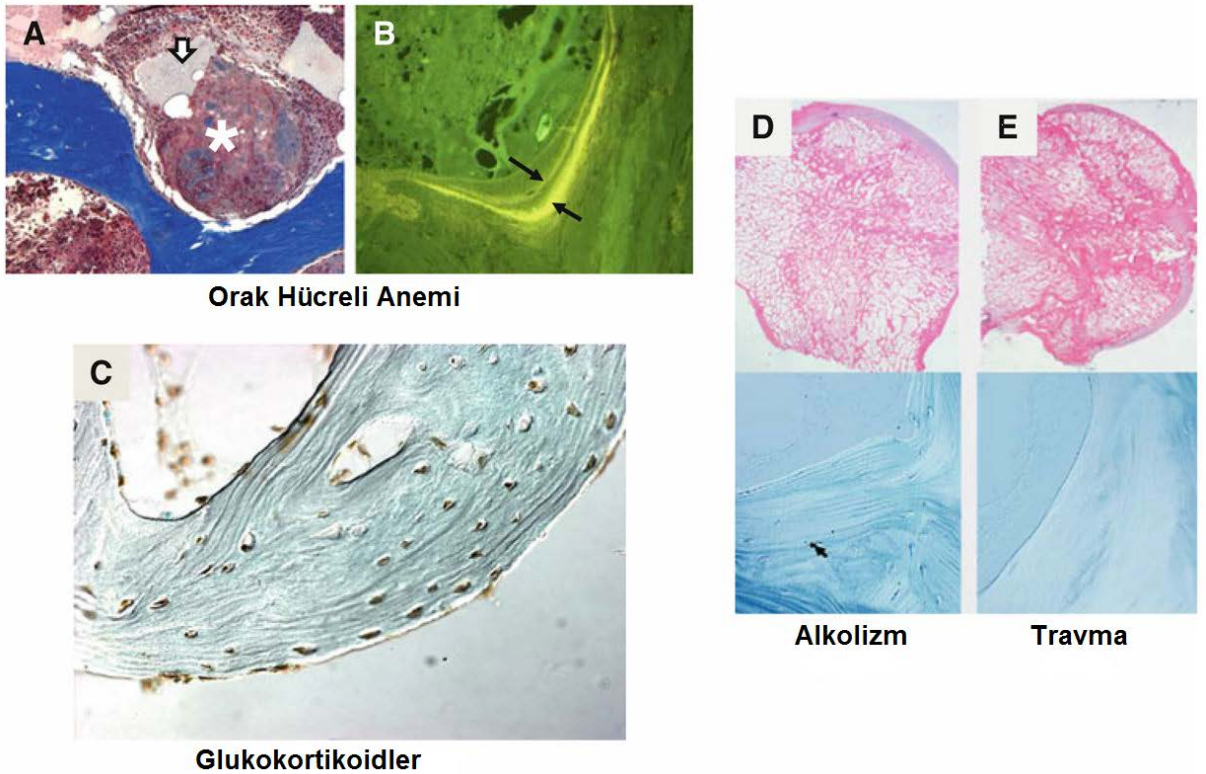 A
B
Orak Hücreli Anemi
C
Glukokortikoidler
D
E
Alkolizm
Travma